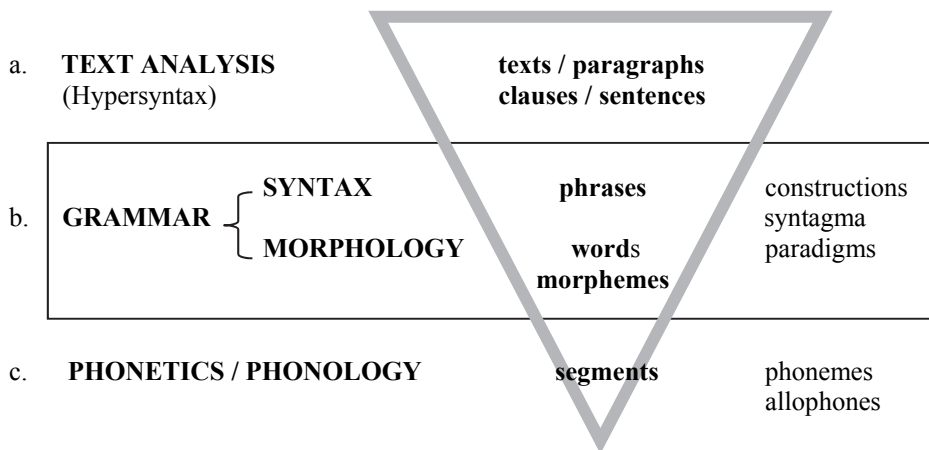 a. TEXT ANALYSIS texts / paragraphs
(Hypersyntax) clauses / sentences
SYNTAX phrases constructions
b. GRAMMAR syntagma
MORPHOLOGY words paradigms
morphemes
c. PHONETICS / PHONOLOGY segments phonemes
allophones